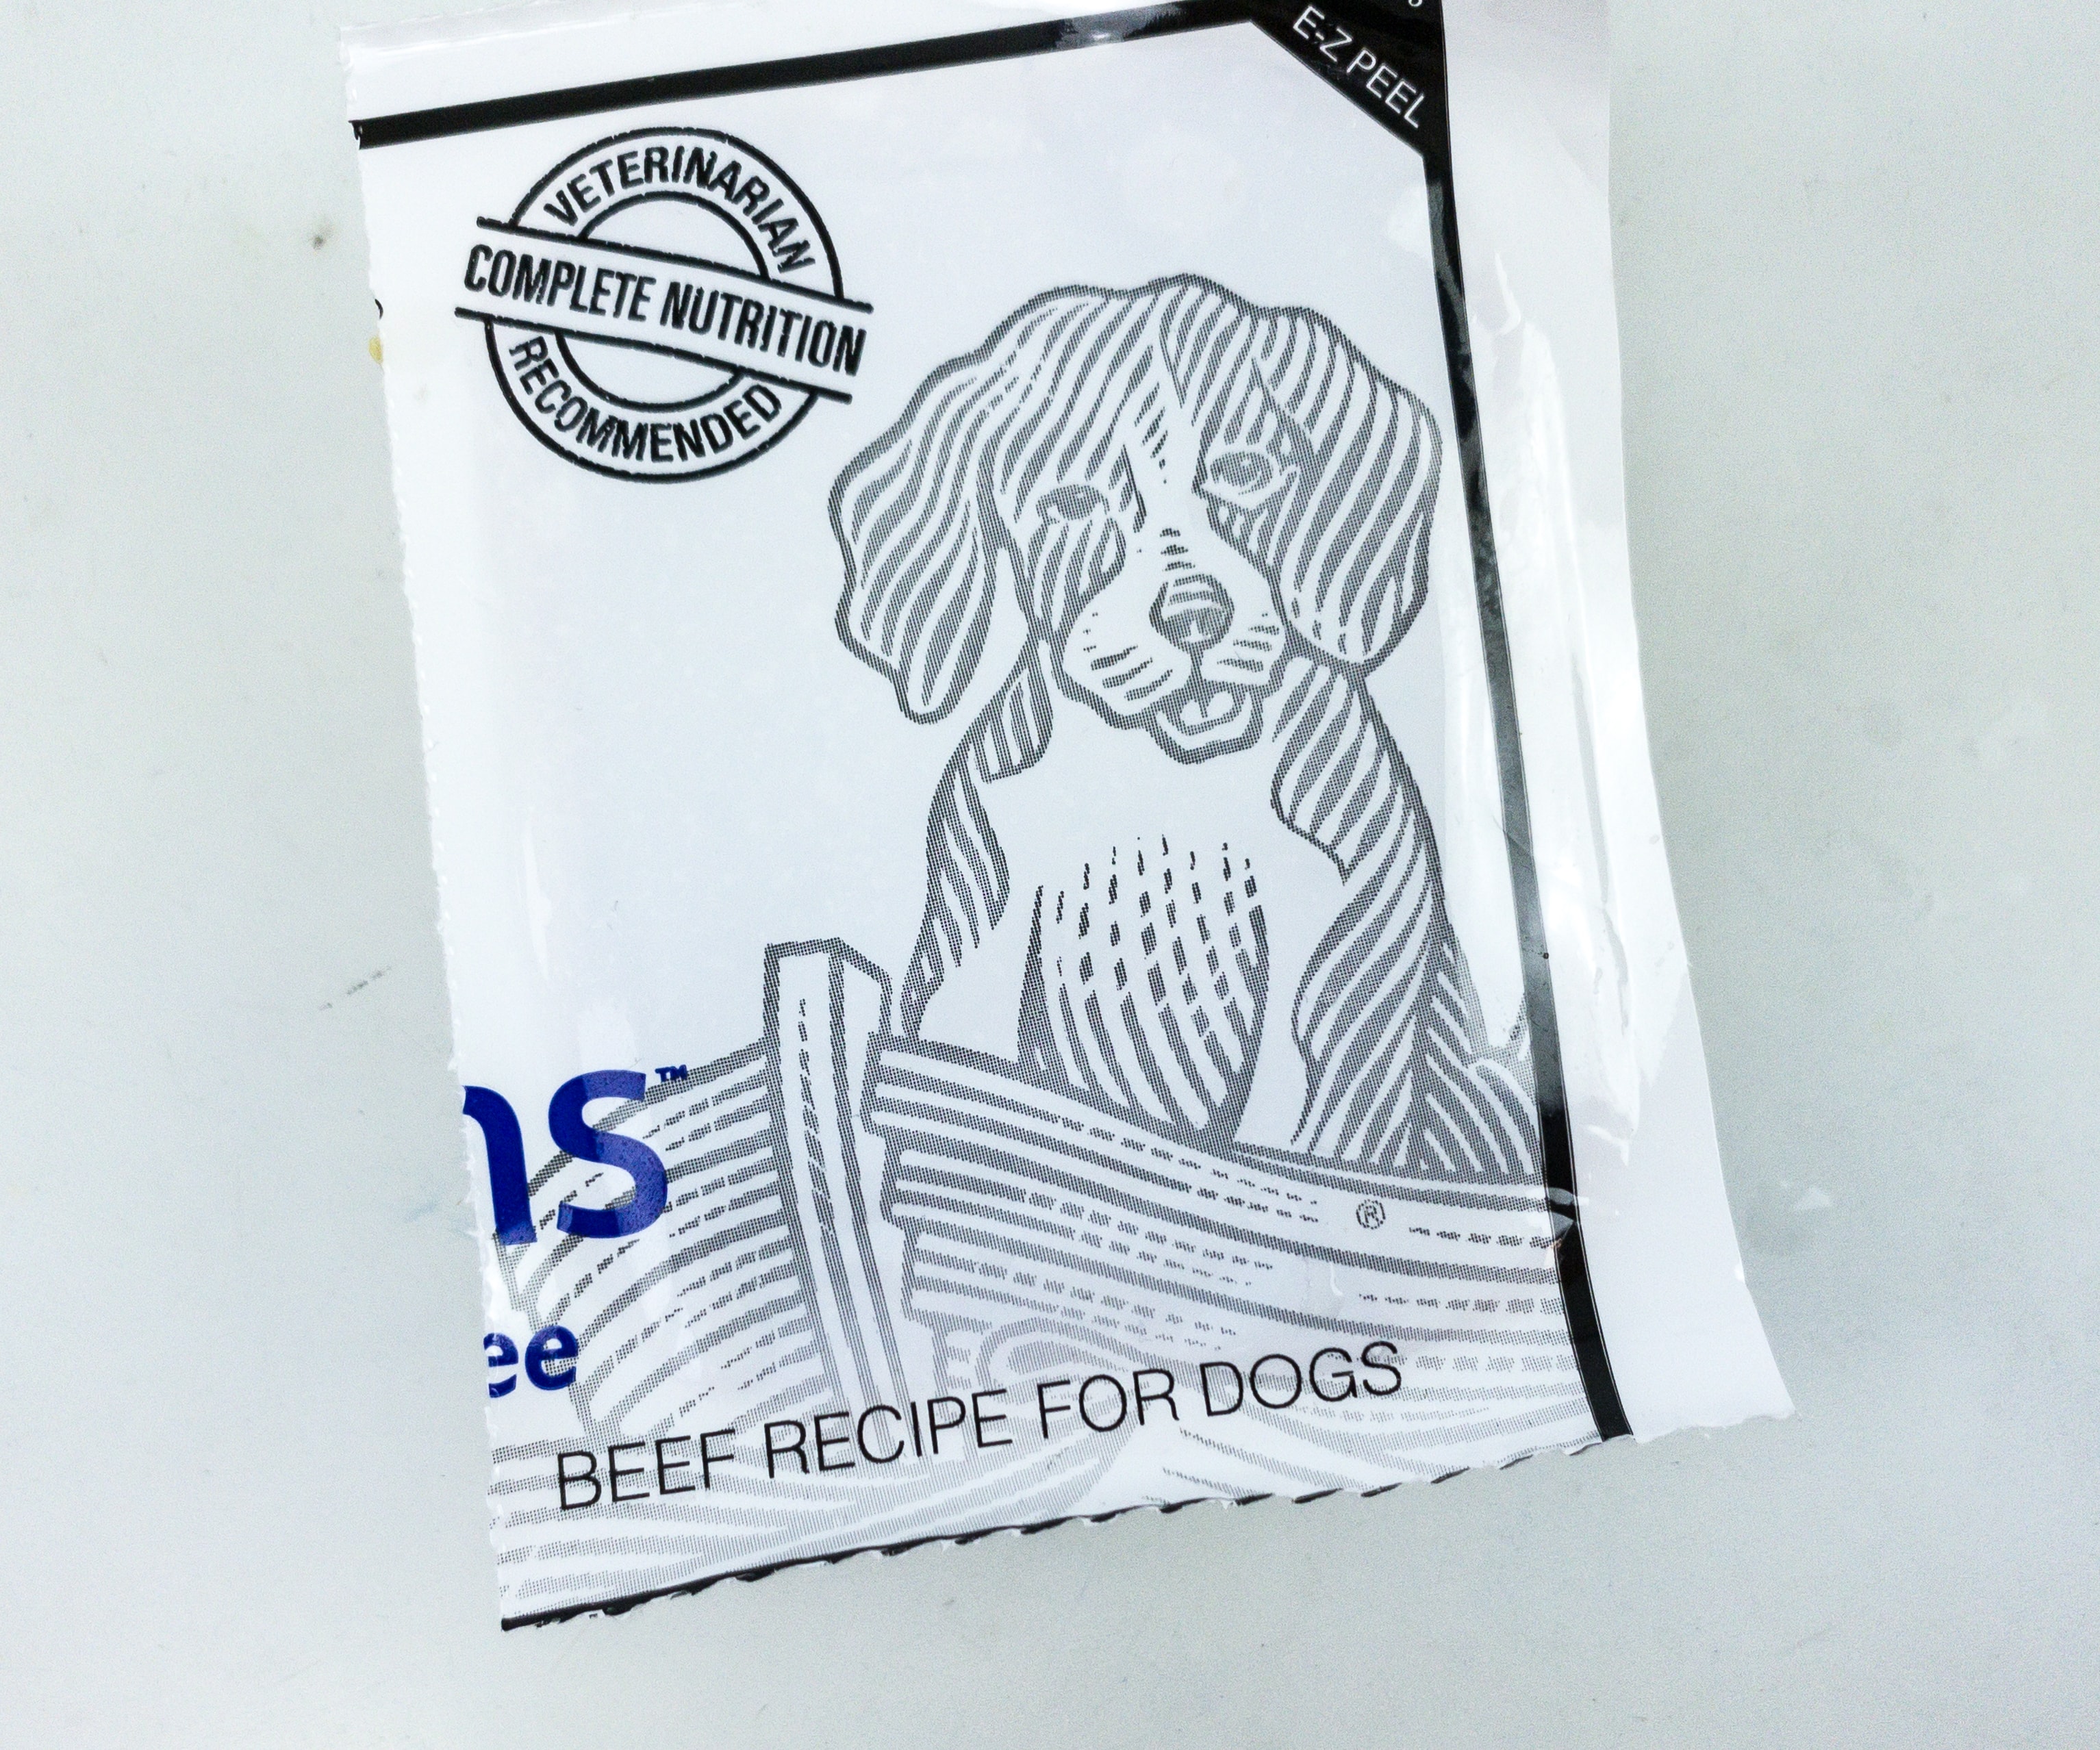 E-Z PEEL
VETERINARIAN
COMPLETE NUTRITION
RECOMMENDED
ns™
ee
®
BEEF RECIPE FOR DOGS